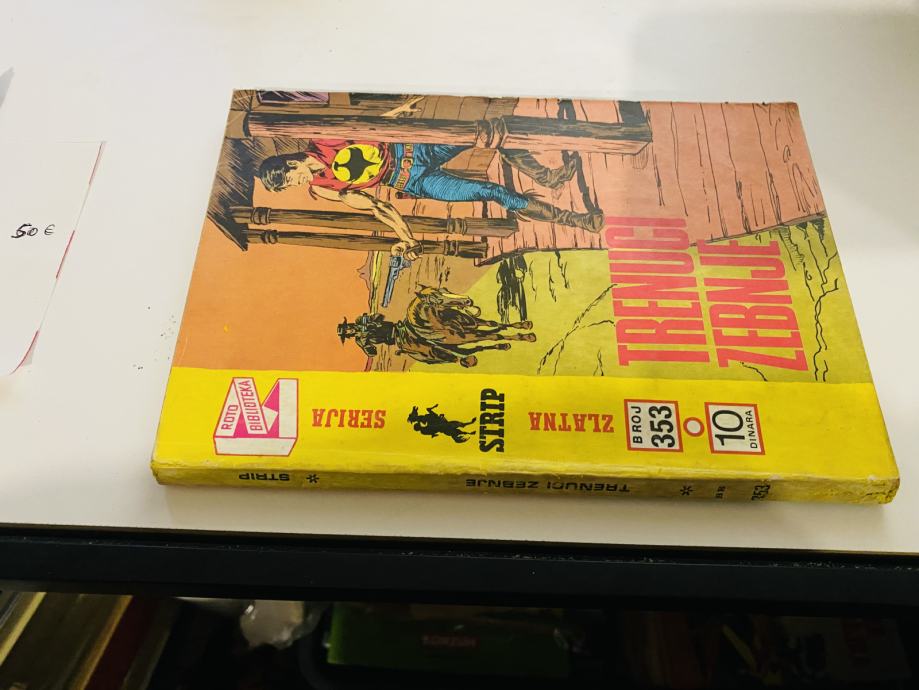 50 €
ROTO
BIBLIOTEKA
SERIJA
STRIP
ZLATNA
BROJ
353
10
DINARA
TRENUCI
ZEBNJE
STRIP * TRENUCI ZEBNJE * 353